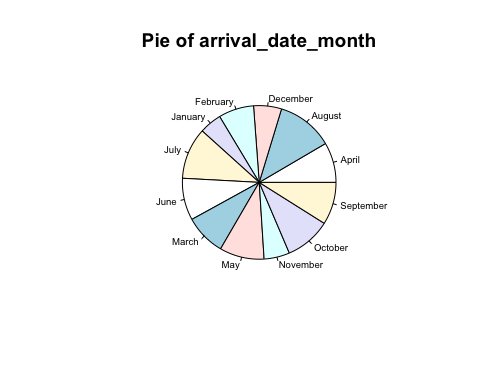 Pie of arrival_date_month
December
February
August
January
July
April
June
September
March
October
May
November